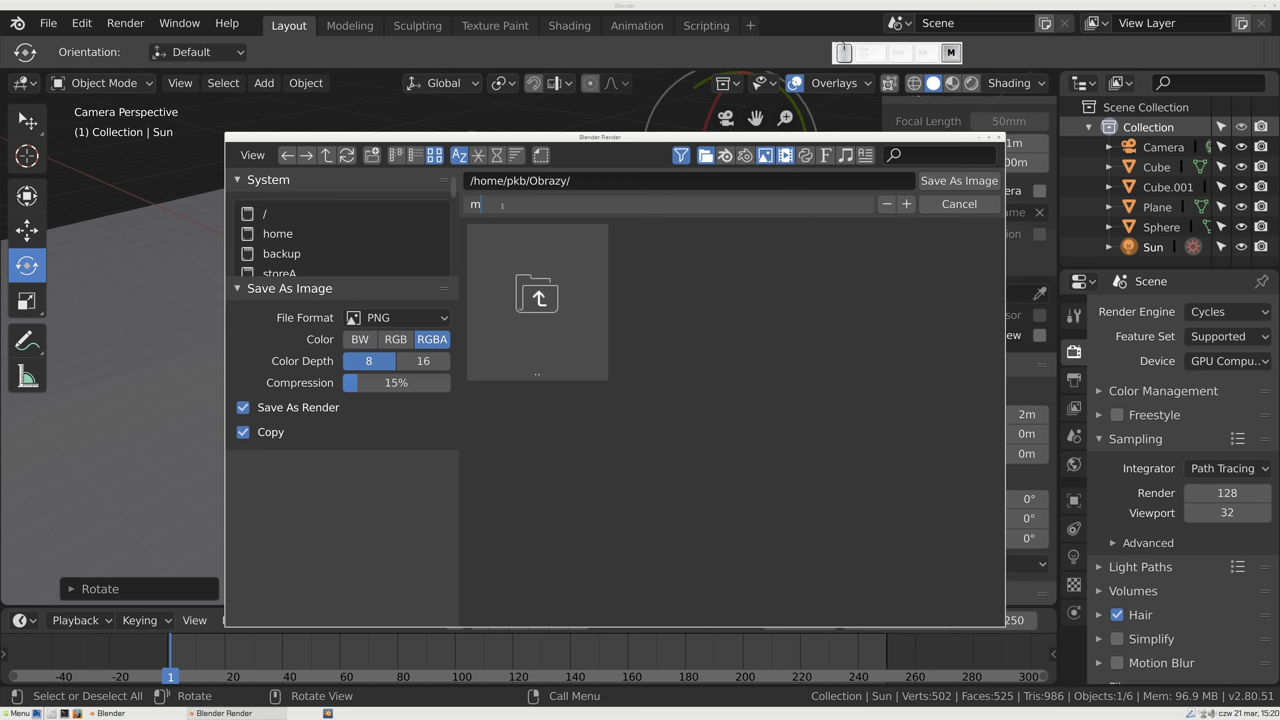 Blender
File Edit Render Window Help Layout Modeling Sculpting Texture Paint Shading Animation Scripting + Scene View Layer
Orientation: Default M
Object Mode View Select Add Object Global Overlays Shading
Camera Perspective
(1) Collection | Sun
Focal Length 50mm
1m
00m
Scene Collection
Collection
Camera
Cube
Cube.001
Plane
Sphere
Sun
Blender Render
View
System
/
home
backup
storeA
/home/pkb/Obrazy/ Save As Image
m Cancel
..
Save As Image
File Format PNG
Color BW RGB RGBA
Color Depth 8 16
Compression 15%
Save As Render
Copy
2m
0m
0m
0°
0°
0°
Scene
Render Engine Cycles
Feature Set Supported
Device GPU Compu..
Color Management
Freestyle
Sampling
Integrator Path Tracing
Render 128
Viewport 32
Advanced
Light Paths
Volumes
Hair
Simplify
Motion Blur
Rotate
Playback Keying View 250
-40 -20 1 20 40 60 80 100 120 140 160 180 200 220 240 260 280 300
Select or Deselect All Rotate Rotate View Call Menu Collection | Sun | Verts:502 | Faces:525 | Tris:986 | Objects:1/6 | Mem: 96.9 MB | v2.80.51
Menu Blender Blender Render czw 21 mar, 15:20